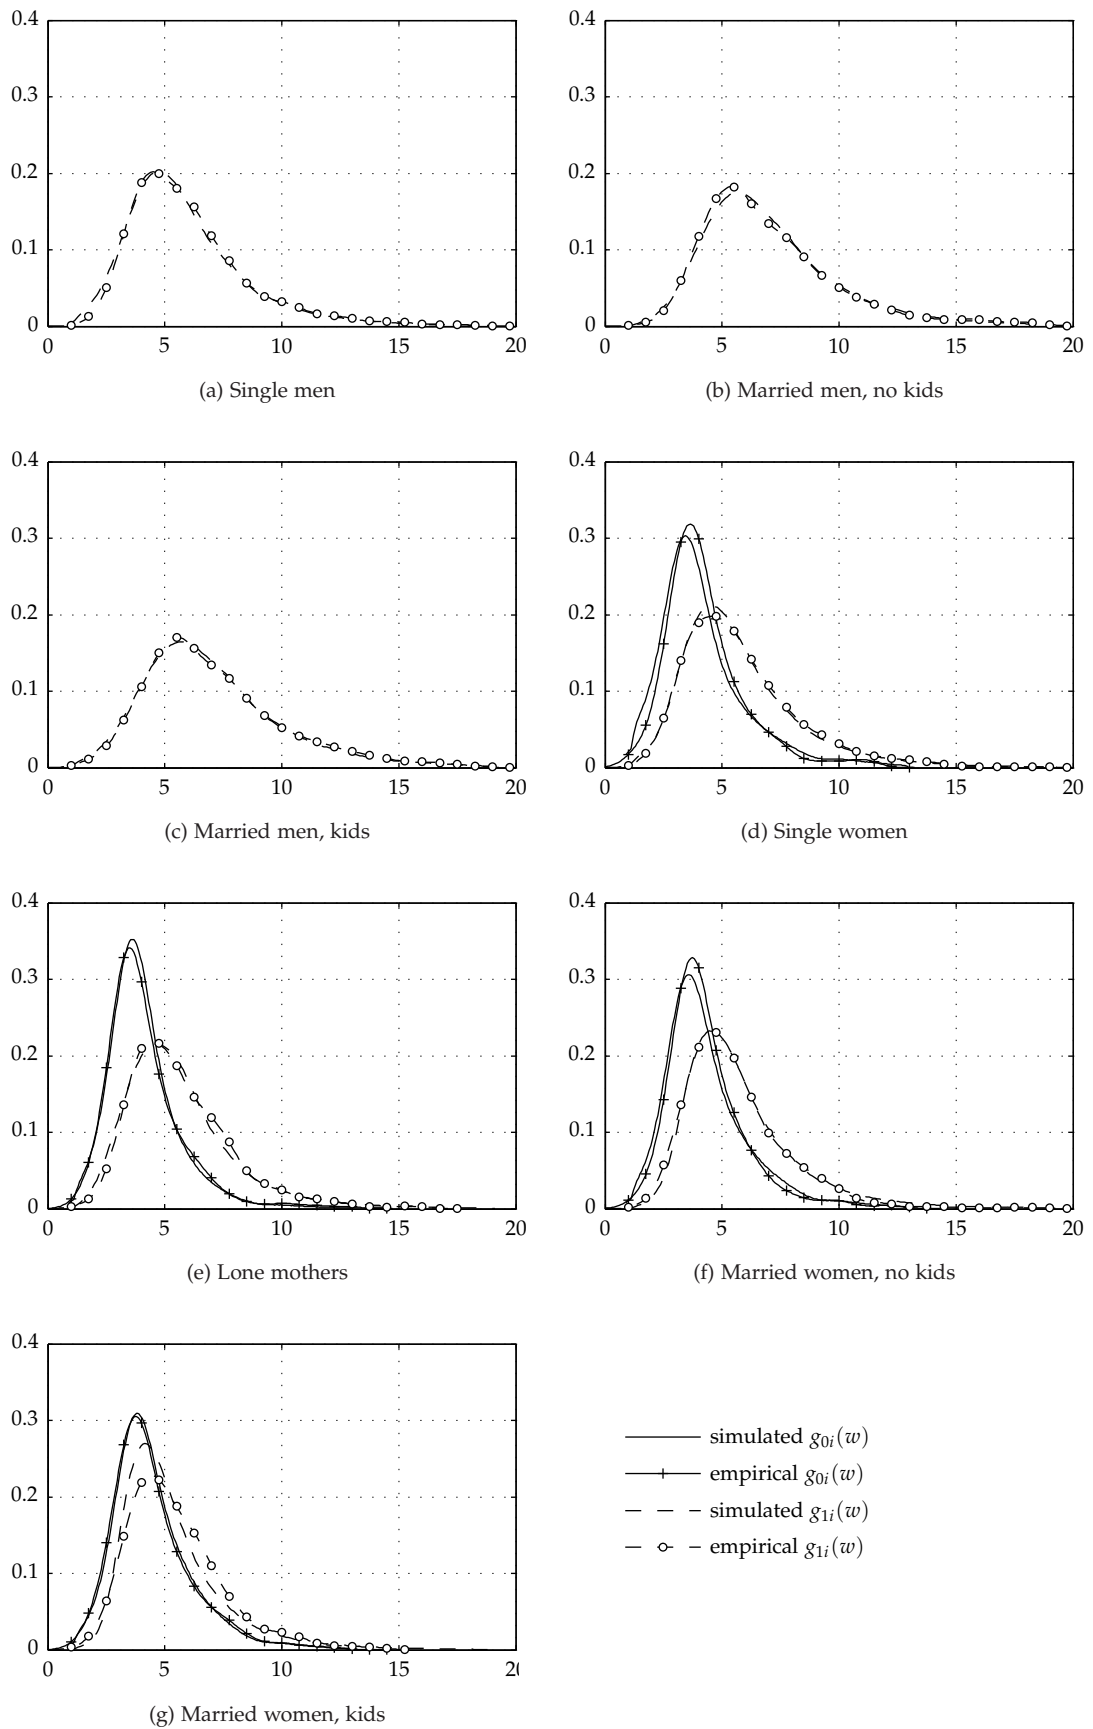 0.4
0.3
0.2
0.1
0
0 5 10 15 20
(a) Single men
0.4
0.3
0.2
0.1
0
0 5 10 15 20
(b) Married men, no kids
0.4
0.3
0.2
0.1
0
0 5 10 15 20
(c) Married men, kids
0.4
0.3
0.2
0.1
0
0 5 10 15 20
(d) Single women
0.4
0.3
0.2
0.1
0
0 5 10 15 20
(e) Lone mothers
0.4
0.3
0.2
0.1
0
0 5 10 15 20
(f) Married women, no kids
0.4
0.3
0.2
0.1
0
0 5 10 15 2(
(g) Married women, kids
simulated g₀ᵢ(w)
empirical g₀ᵢ(w)
simulated g₁ᵢ(w)
empirical g₁ᵢ(w)